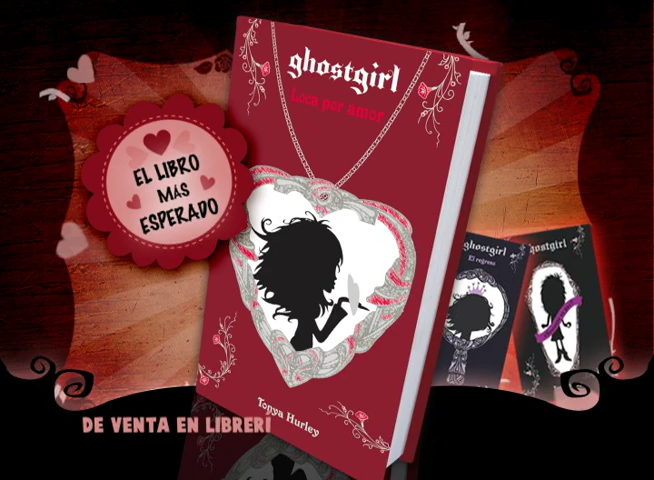 ghostgirl
Loca por amor
EL LIBRO
MÁS
ESPERADO
ghostgirl
El regreso
ghostgirl
Tonya Hurley
DE VENTA EN LIBRERÍ